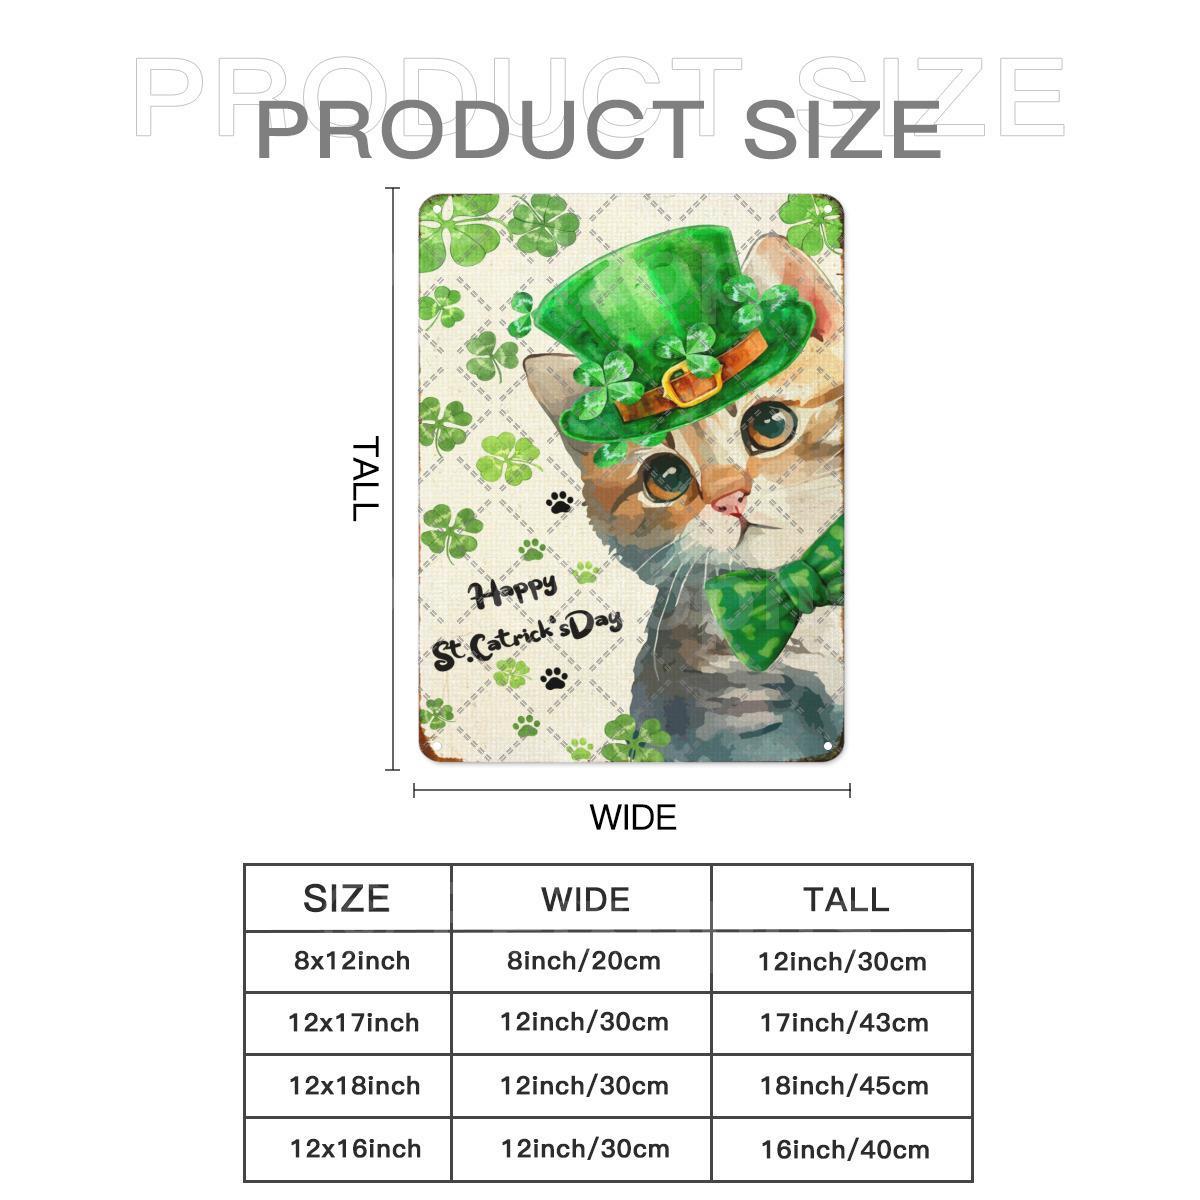 PRODUCT SIZE
PRODUCT SIZE
TALL
Happy
St.Catrick'sDay
WIDE
SIZE WIDE TALL
8x12inch 8inch/20cm 12inch/30cm
12x17inch 12inch/30cm 17inch/43cm
12x18inch 12inch/30cm 18inch/45cm
12x16inch 12inch/30cm 16inch/40cm